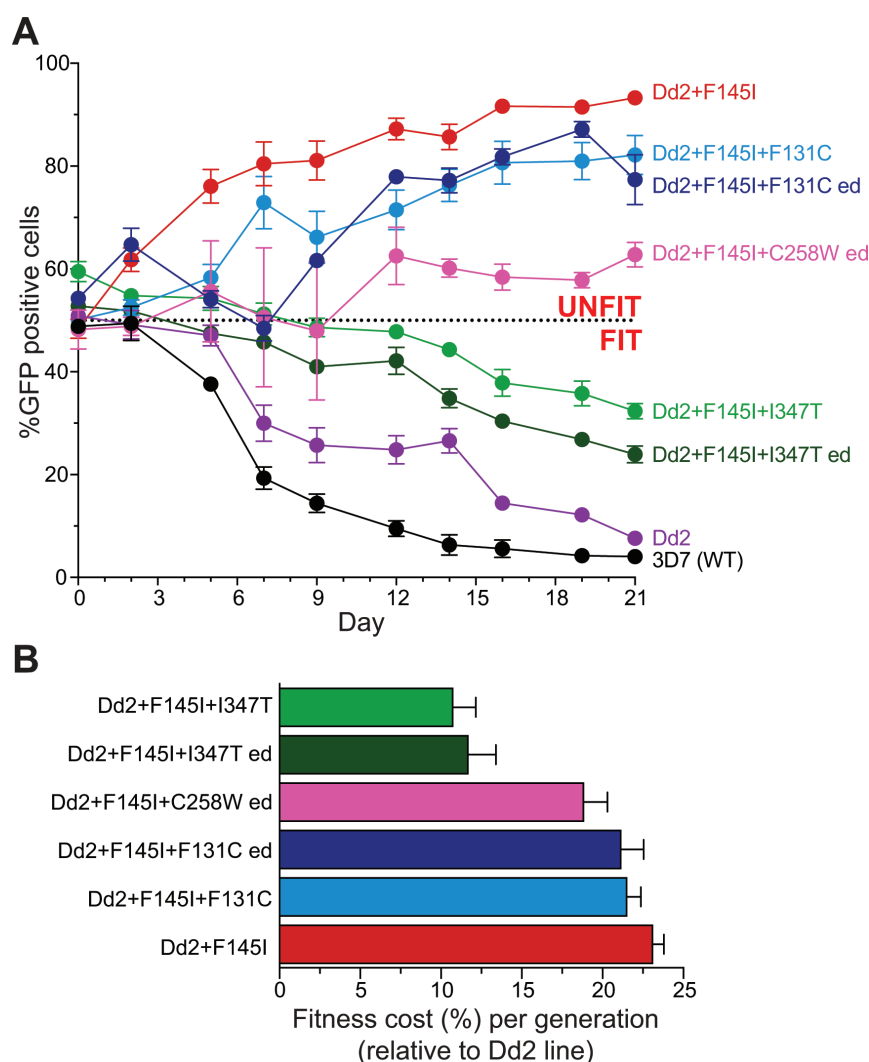 A
100
80
60
40
20
0
%GFP positive cells
Dd2+F145I
Dd2+F145I+F131C
Dd2+F145I+F131C ed
Dd2+F145I+C258W ed
UNFIT
FIT
Dd2+F145I+I347T
Dd2+F145I+I347T ed
Dd2
3D7 (WT)
0 3 6 9 12 15 18 21
Day
B
Dd2+F145I+I347T
Dd2+F145I+I347T ed
Dd2+F145I+C258W ed
Dd2+F145I+F131C ed
Dd2+F145I+F131C
Dd2+F145I
0 5 10 15 20 25
Fitness cost (%) per generation
(relative to Dd2 line)